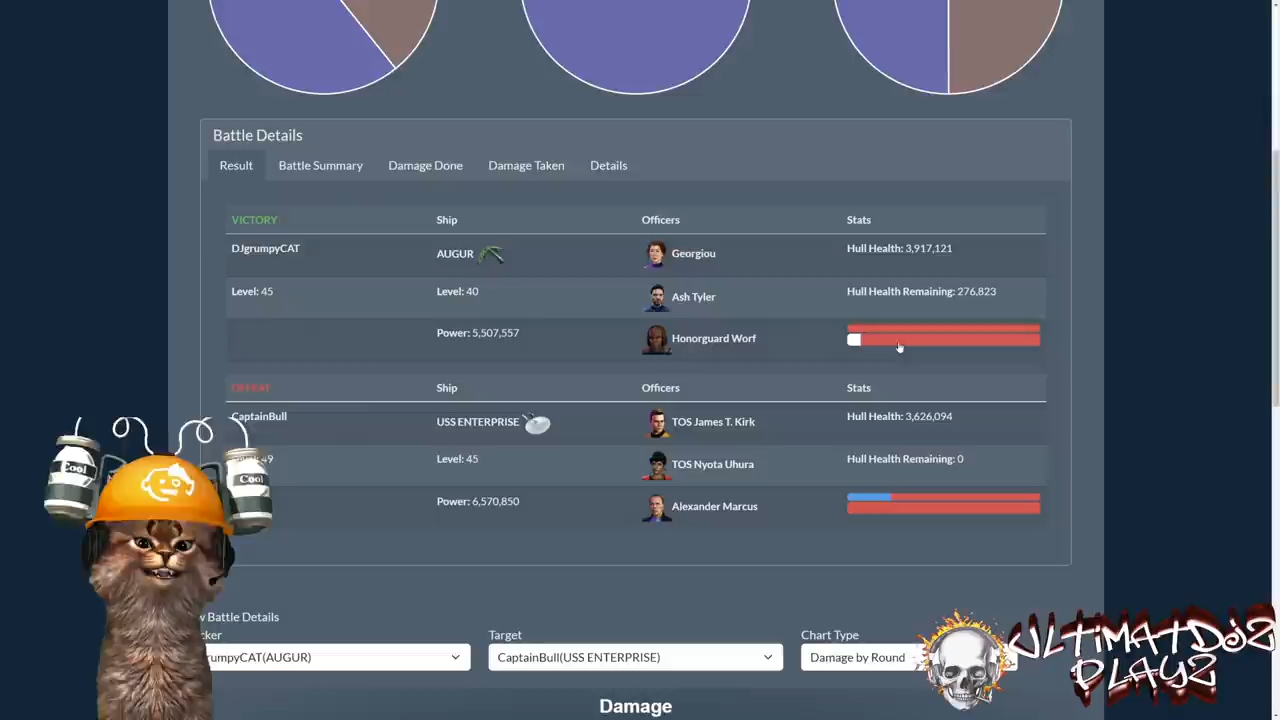 Battle Details
Result Battle Summary Damage Done Damage Taken Details
VICTORY Ship Officers Stats
DJgrumpyCAT AUGUR Georgiou Hull Health: 3,917,121
Level: 45 Level: 40 Ash Tyler Hull Health Remaining: 276,823
Power: 5,507,557 Honorguard Worf
DEFEAT Ship Officers Stats
CaptainBull USS ENTERPRISE TOS James T. Kirk Hull Health: 3,626,094
49 Level: 45 TOS Nyota Uhura Hull Health Remaining: 0
Power: 6,570,850 Alexander Marcus
Cool
Cool
w Battle Details
cker Target Chart Type
rumpyCAT(AUGUR) CaptainBull(USS ENTERPRISE) Damage by Round
ULTiMATDJZ
PLAYZ
Damage